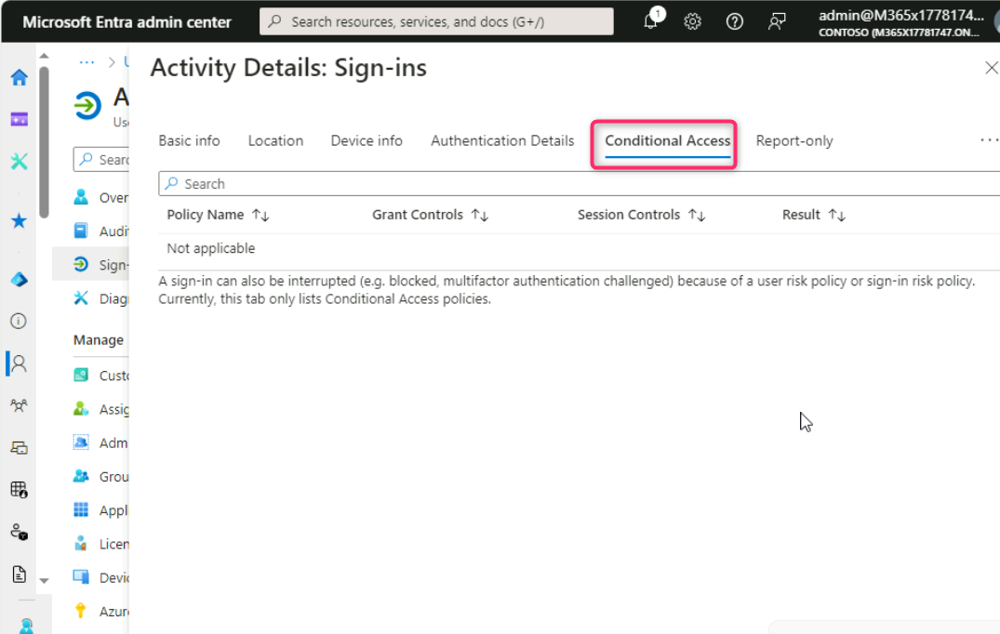 Microsoft Entra admin center
Search resources, services, and docs (G+/)
1
admin@M365x1778174...
CONTOSO (M365X17781747.ON...
... > U
A
Use
Searc
Over
Audi
Sign-
Diag
Manage
Custo
Assig
Adm
Grou
Appl
Licen
Devic
Azur
Activity Details: Sign-ins
Basic info Location Device info Authentication Details Conditional Access Report-only ...
Search
Policy Name Grant Controls Session Controls Result
Not applicable
A sign-in can also be interrupted (e.g. blocked, multifactor authentication challenged) because of a user risk policy or sign-in risk policy.
Currently, this tab only lists Conditional Access policies.